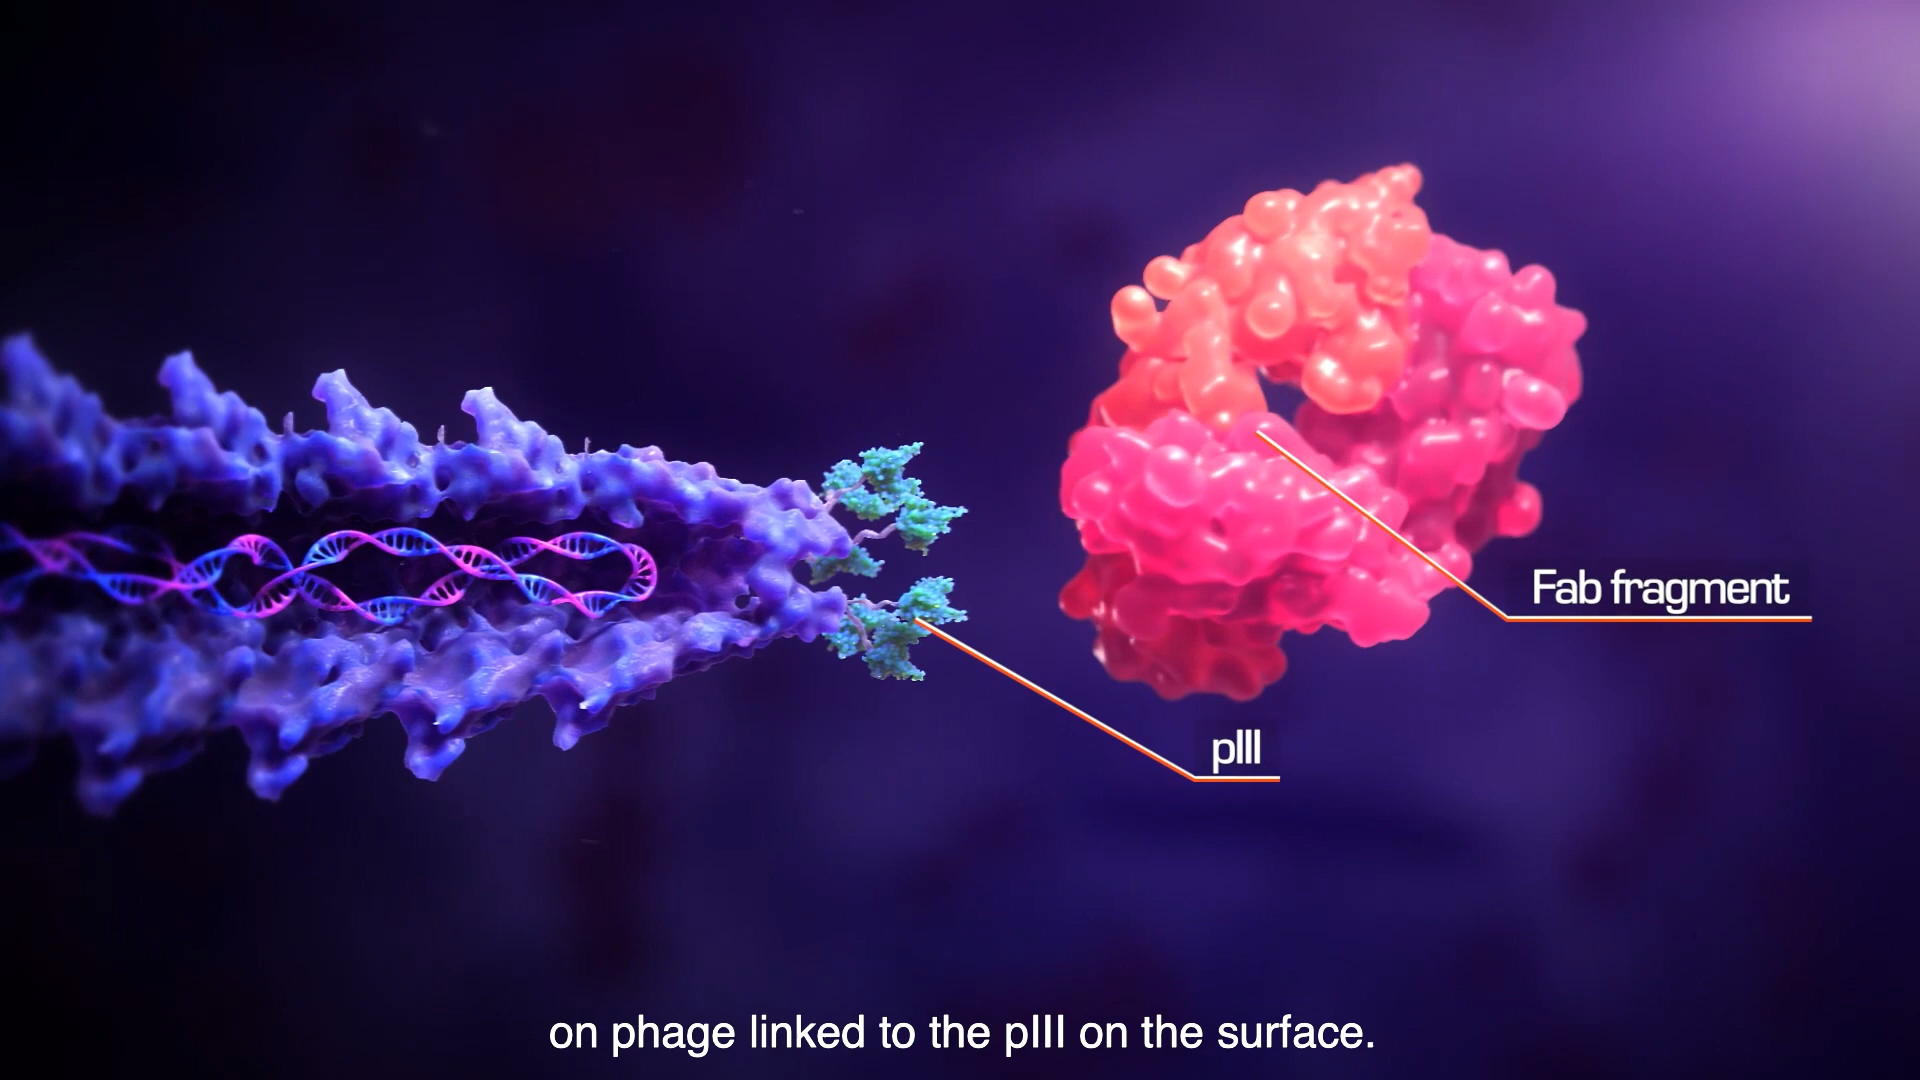 Fab fragment
pIII
on phage linked to the pIII on the surface.